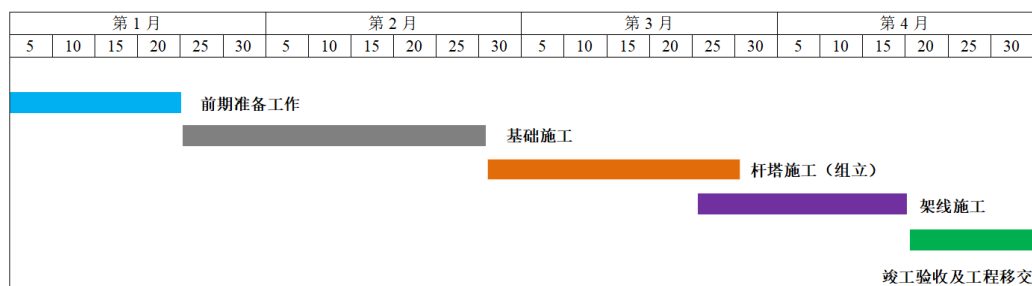 第 1 月 第 2 月 第 3 月 第 4 月
5 10 15 20 25 30 5 10 15 20 25 30 5 10 15 20 25 30 5 10 15 20 25 30
前期准备工作
基础施工
杆塔施工（组立）
架线施工
竣工验收及工程移交